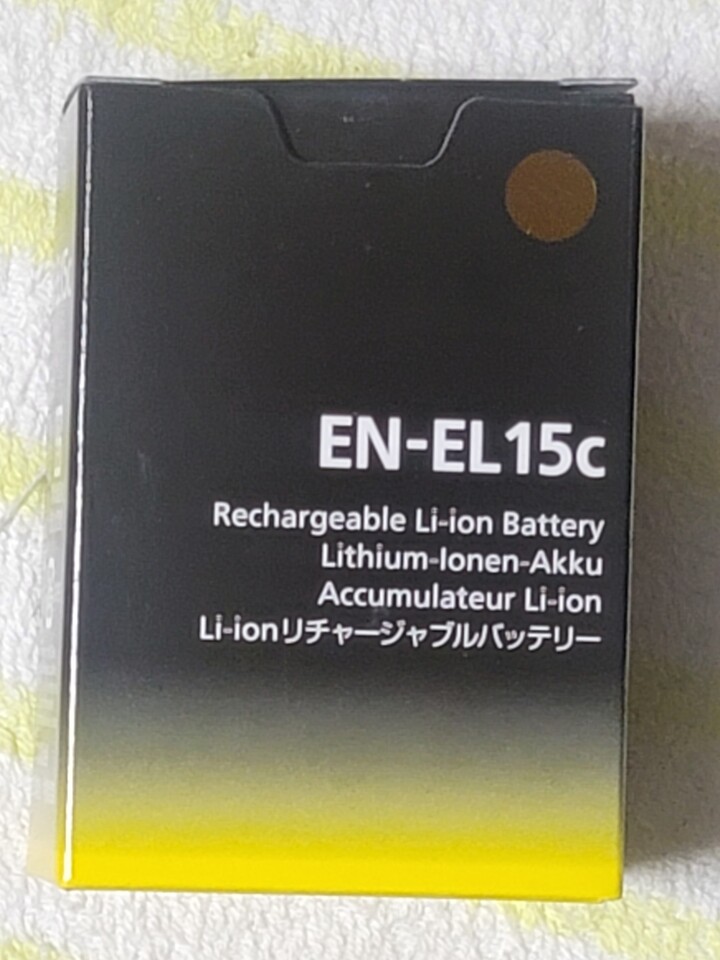 EN-EL15c
Rechargeable Li-ion Battery
Lithium-Ionen-Akku
Accumulateur Li-ion
Li-ionリチャージャブルバッテリー